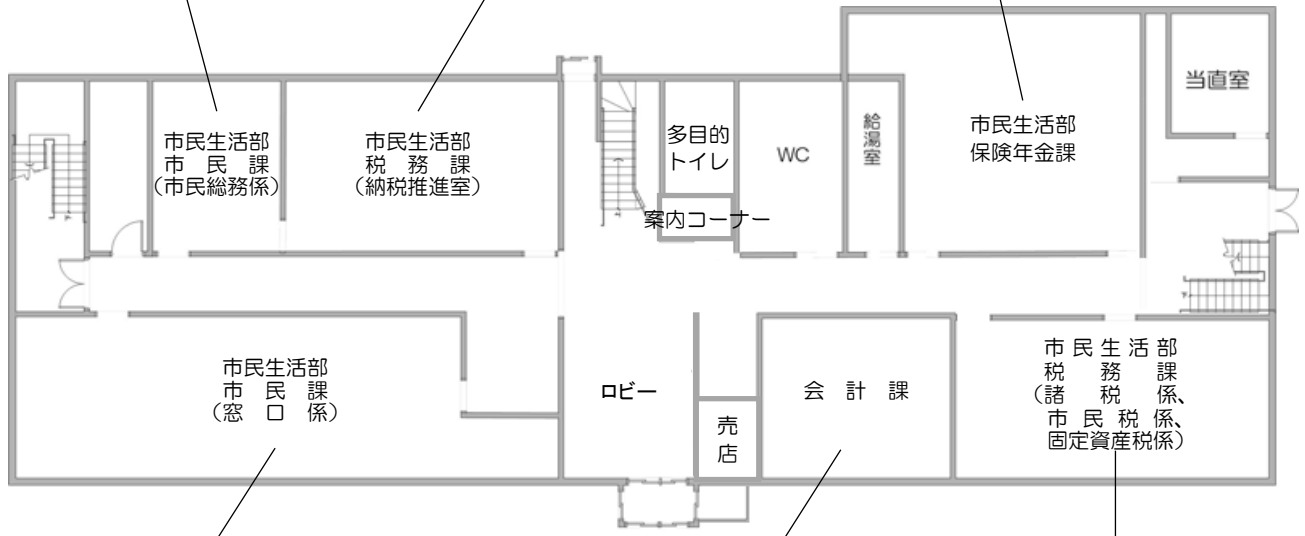 市民生活部
市民課
（市民総務係）
市民生活部
税務課
（納税推進室）
多目的
トイレ
WC
給湯室
市民生活部
保険年金課
当直室
案内コーナー
市民生活部
市民課
（窓口係）
ロビー
売店
会計課
市民生活部
税務課
（諸税係、
市民税係、
固定資産税係）